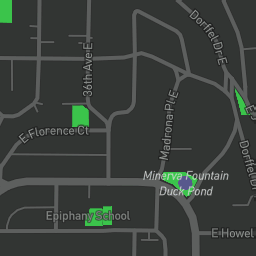 36th Ave E
Dorffel Dr E
E Florence Ct
Madrona Pl E
Minerva Fountain
Duck Pond
Epiphany School
E Howel